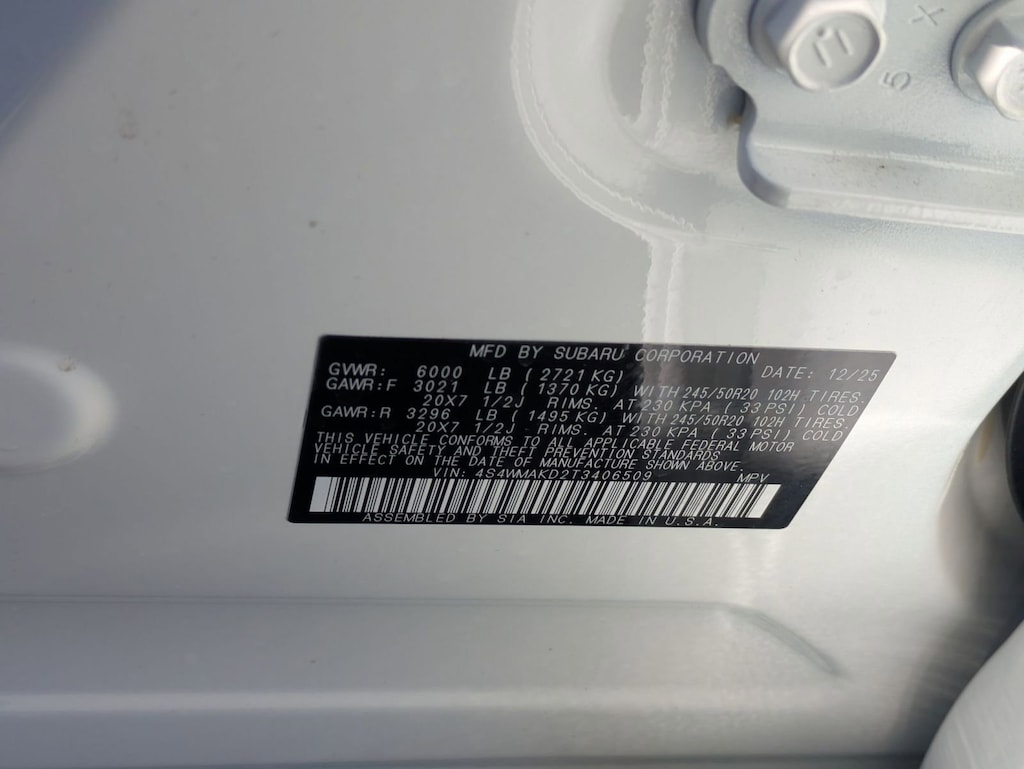 MFD BY SUBARU CORPORATION
GVWR: 6000 LB ( 2721 KG) DATE: 12/25
GAWR:F 3021 LB ( 1370 KG) WITH 245/50R20 102H TIRES.
20X7 1/2J RIMS. AT 230 KPA ( 33 PSI) COLD
GAWR:R 3296 LB ( 1495 KG) WITH 245/50R20 102H TIRES.
20X7 1/2J RIMS. AT 230 KPA ( 33 PSI) COLD
THIS VEHICLE CONFORMS TO ALL APPLICABLE FEDERAL MOTOR
VEHICLE SAFETY AND THEFT PREVENTION STANDARDS
IN EFFECT ON THE DATE OF MANUFACTURE SHOWN ABOVE.
VIN: 4S4WMAKD2T3406509 MPV
ASSEMBLED BY SIA INC. MADE IN U.S.A.
5 X